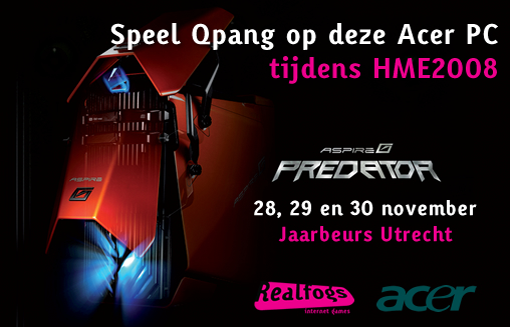 Speel Qpang op deze Acer PC
tijdens HME2008
ASPIRE G
PREDATOR
ASPIRE
28, 29 en 30 november
Jaarbeurs Utrecht
Realfogs
internet games
acer